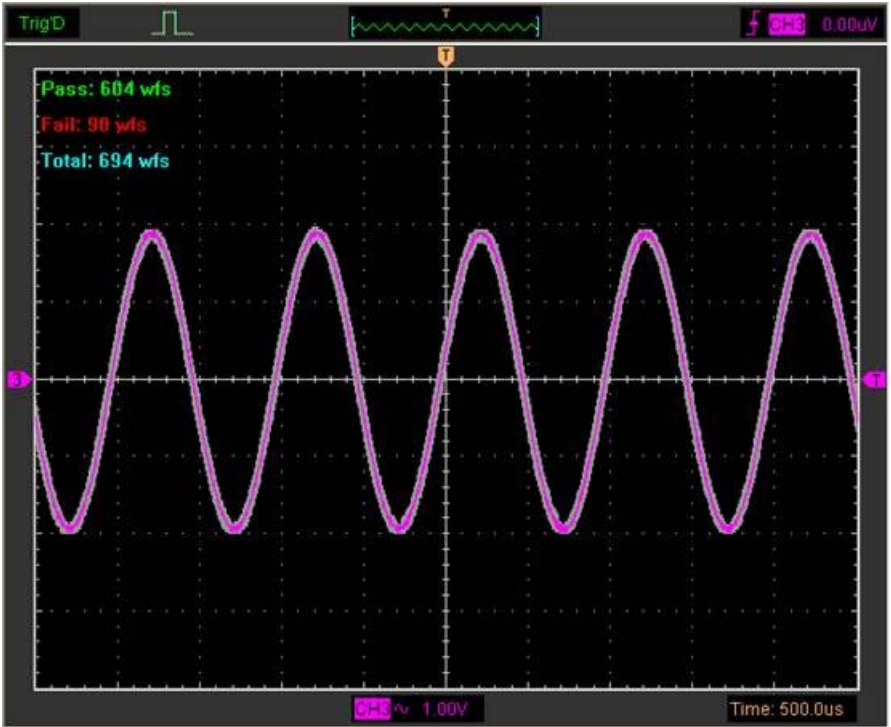 Trig'D
T
CH3 0.00uV
T
Pass: 604 wfs
Fail: 90 wfs
Total: 694 wfs
3
T
CH3 1.00V
Time: 500.0us